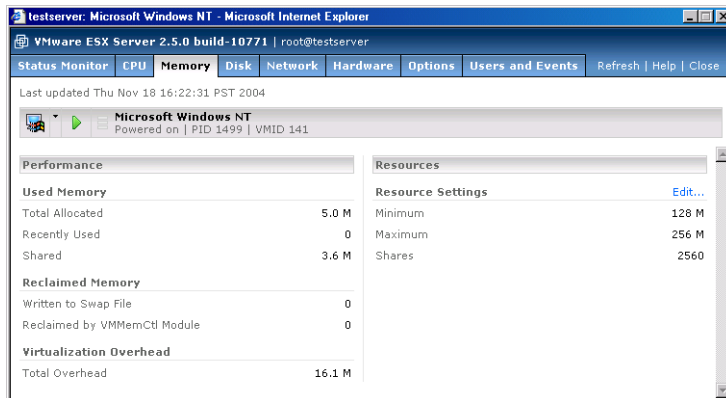 testserver: Microsoft Windows NT - Microsoft Internet Explorer
VMware ESX Server 2.5.0 build-10771 | root@testserver
Status Monitor CPU Memory Disk Network Hardware Options Users and Events Refresh | Help | Close
Last updated Thu Nov 18 16:22:31 PST 2004
Microsoft Windows NT
Powered on | PID 1499 | VMID 141
Performance
Used Memory
Total Allocated 5.0 M
Recently Used 0
Shared 3.6 M
Reclaimed Memory
Written to Swap File 0
Reclaimed by VMMemCtl Module 0
Virtualization Overhead
Total Overhead 16.1 M
Resources
Resource Settings Edit...
Minimum 128 M
Maximum 256 M
Shares 2560